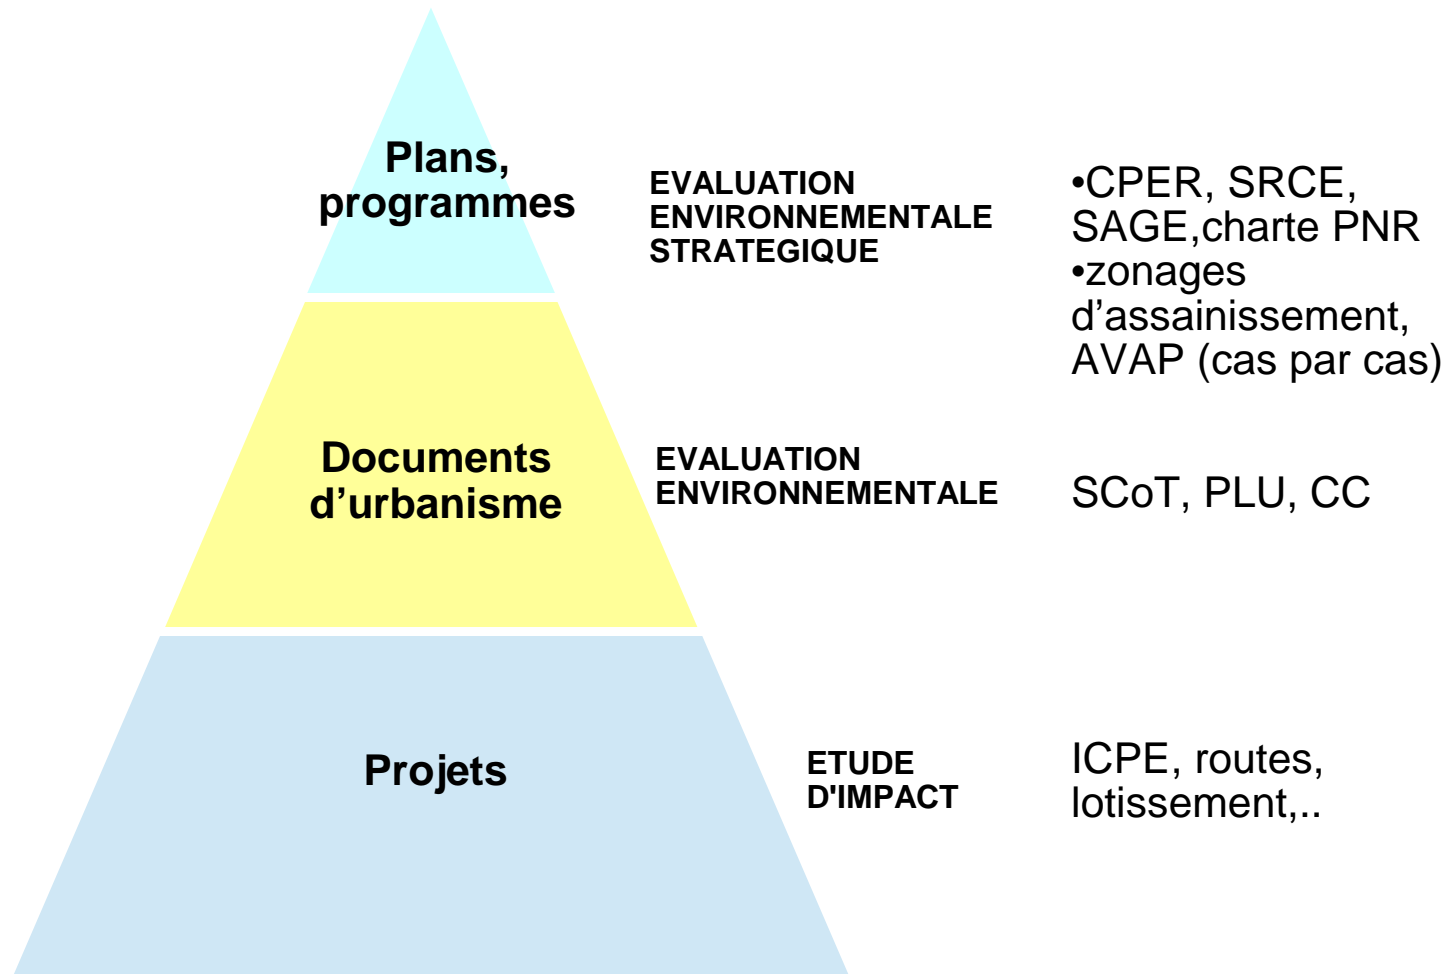 Plans,
programmes
EVALUATION
ENVIRONNEMENTALE
STRATEGIQUE
•CPER, SRCE,
SAGE,charte PNR
•zonages
d’assainissement,
AVAP (cas par cas)
Documents
d’urbanisme
EVALUATION
ENVIRONNEMENTALE
SCoT, PLU, CC
Projets
ETUDE
D'IMPACT
ICPE, routes,
lotissement,..